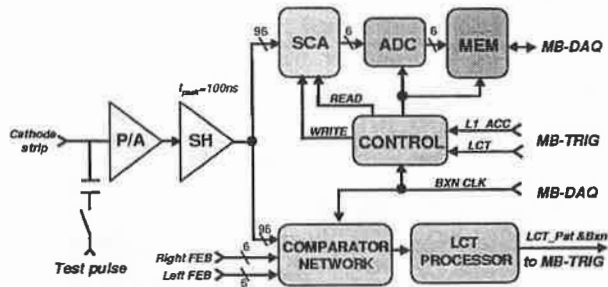 96
SCA
6
ADC
6
MEM
MB-DAQ
t peak=100ns
READ
WRITE
Cathode
strip
P/A
SH
CONTROL
L1_ACC
LCT
MB-TRIG
BXN CLK
MB-DAQ
Test pulse
96
Right FEB
6
Left FEB
6
COMPARATOR
NETWORK
LCT
PROCESSOR
LCT_Pat &Bxn
to MB-TRIG